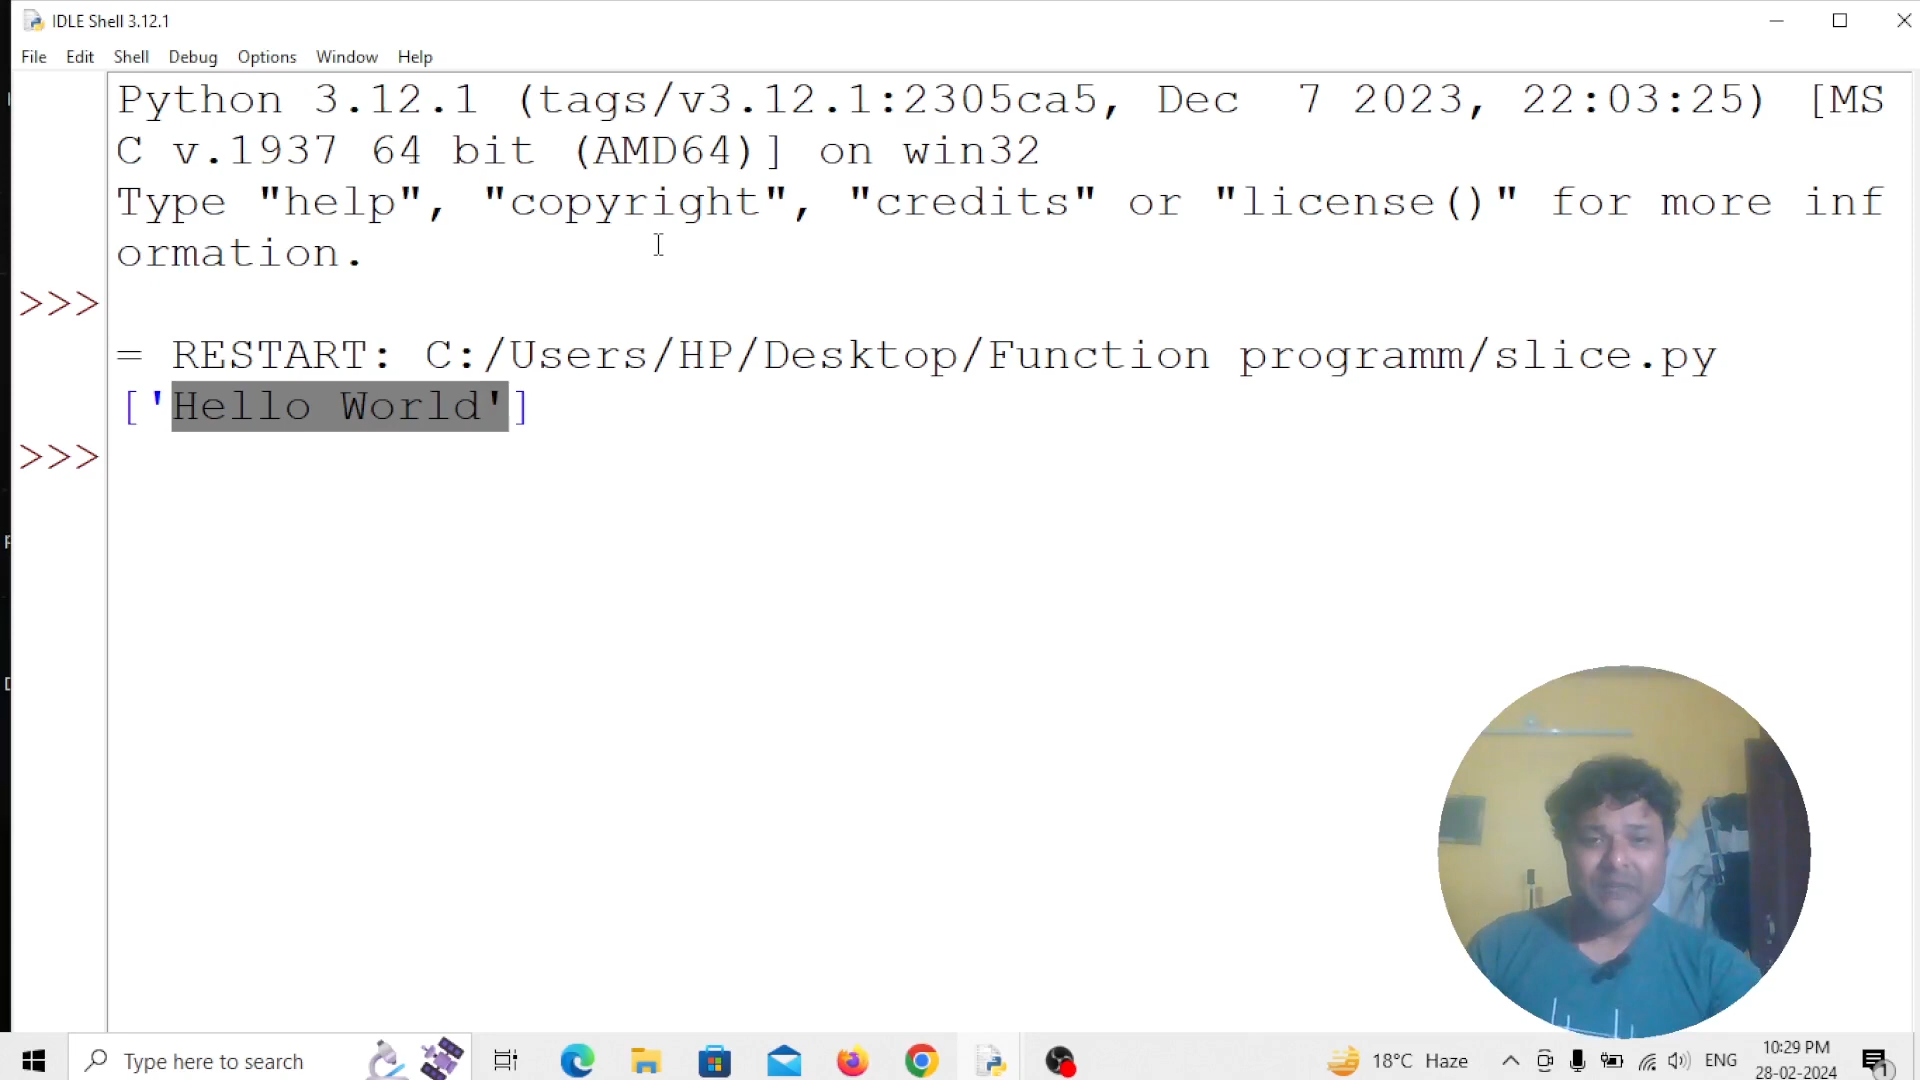 IDLE Shell 3.12.1
File Edit Shell Debug Options Window Help
Python 3.12.1 (tags/v3.12.1:2305ca5, Dec  7 2023, 22:03:25) [MS
C v.1937 64 bit (AMD64)] on win32
Type "help", "copyright", "credits" or "license()" for more inf
ormation.
>>>
= RESTART: C:/Users/HP/Desktop/Function programm/slice.py
['Hello World']
>>>
Type here to search
18°C Haze
ENG
10:29 PM
28-02-2024
1